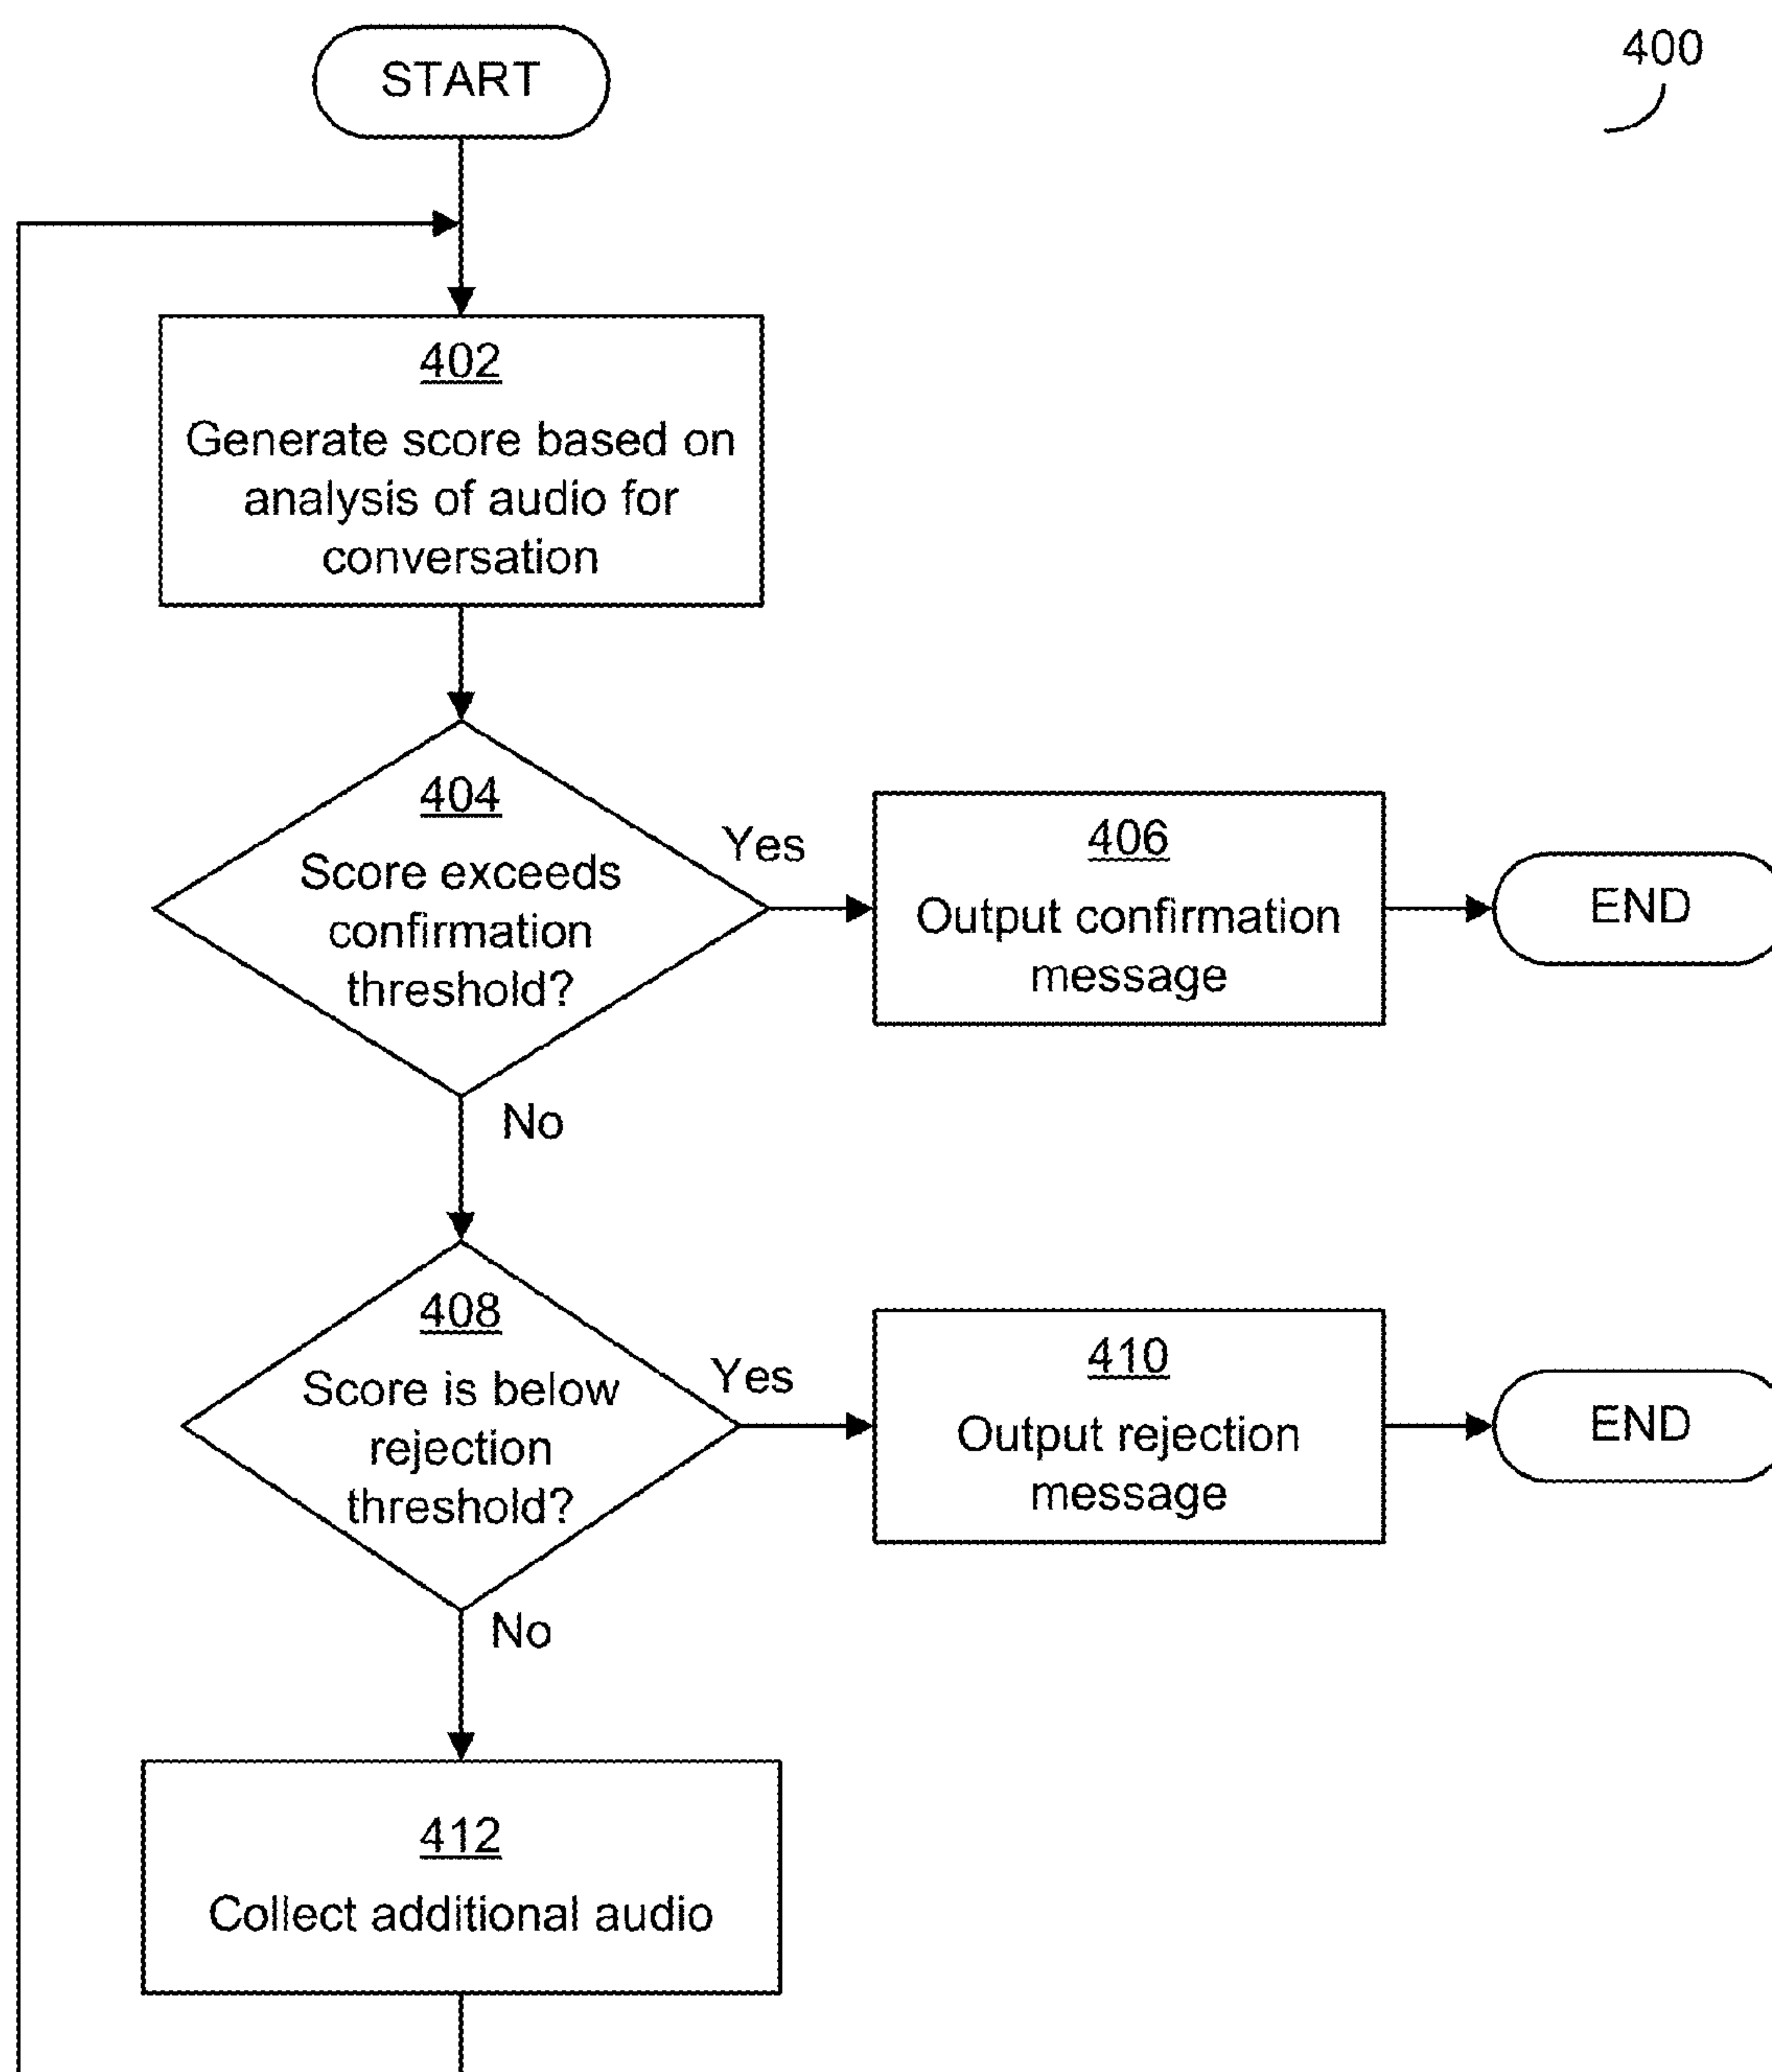 START
400
402
Generate score based on
analysis of audio for
conversation
404
Score exceeds
confirmation
threshold?
Yes
406
Output confirmation
message
END
No
408
Score is below
rejection
threshold?
Yes
410
Output rejection
message
END
No
412
Collect additional audio